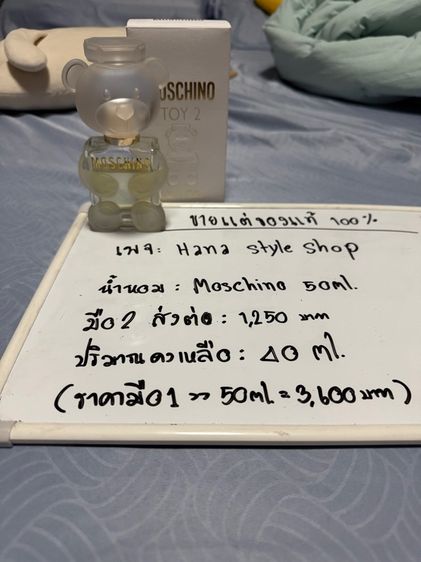 MOSCHINO
TOY 2
MOSCHINO
ขายแต่ของแท้ 100%
เพจ: Hana Style Shop
น้ำหอม : Moschino 50ml.
มือ2 ส่งต่อ : 1,250 บาท
ปริมาณคงเหลือ : 40 ml.
(ราคามือ1 >> 50ml = 3,600 บาท)